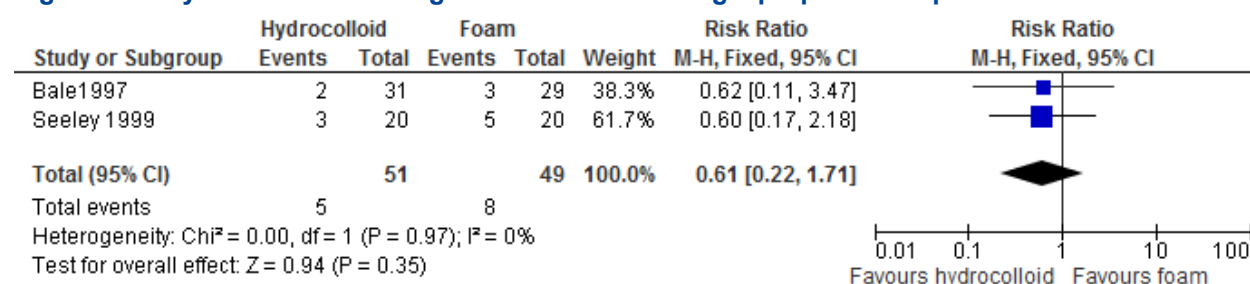 Hydrocolloid Foam Risk Ratio Risk Ratio
Study or Subgroup Events Total Events Total Weight M-H, Fixed, 95% CI M-H, Fixed, 95% CI
Bale1997 2 31 3 29 38.3% 0.62 [0.11, 3.47]
Seeley 1999 3 20 5 20 61.7% 0.60 [0.17, 2.18]
Total (95% CI) 51 49 100.0% 0.61 [0.22, 1.71]
Total events 5 8
Heterogeneity: Chi² = 0.00, df = 1 (P = 0.97); I² = 0%
Test for overall effect: Z = 0.94 (P = 0.35)
0.01 0.1 1 10 100
Favours hydrocolloid Favours foam